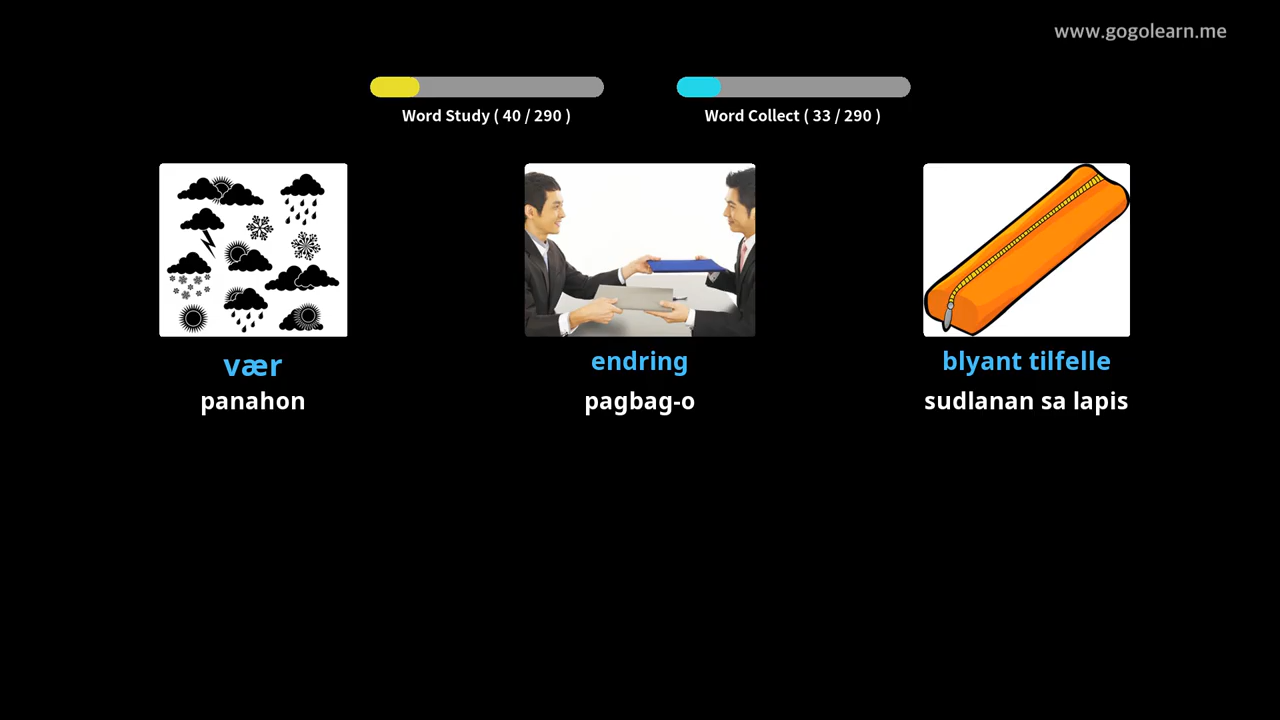 www.gogolearn.me
Word Study ( 40 / 290 )
Word Collect ( 33 / 290 )
vær
panahon
endring
pagbag-o
blyant tilfelle
sudlanan sa lapis